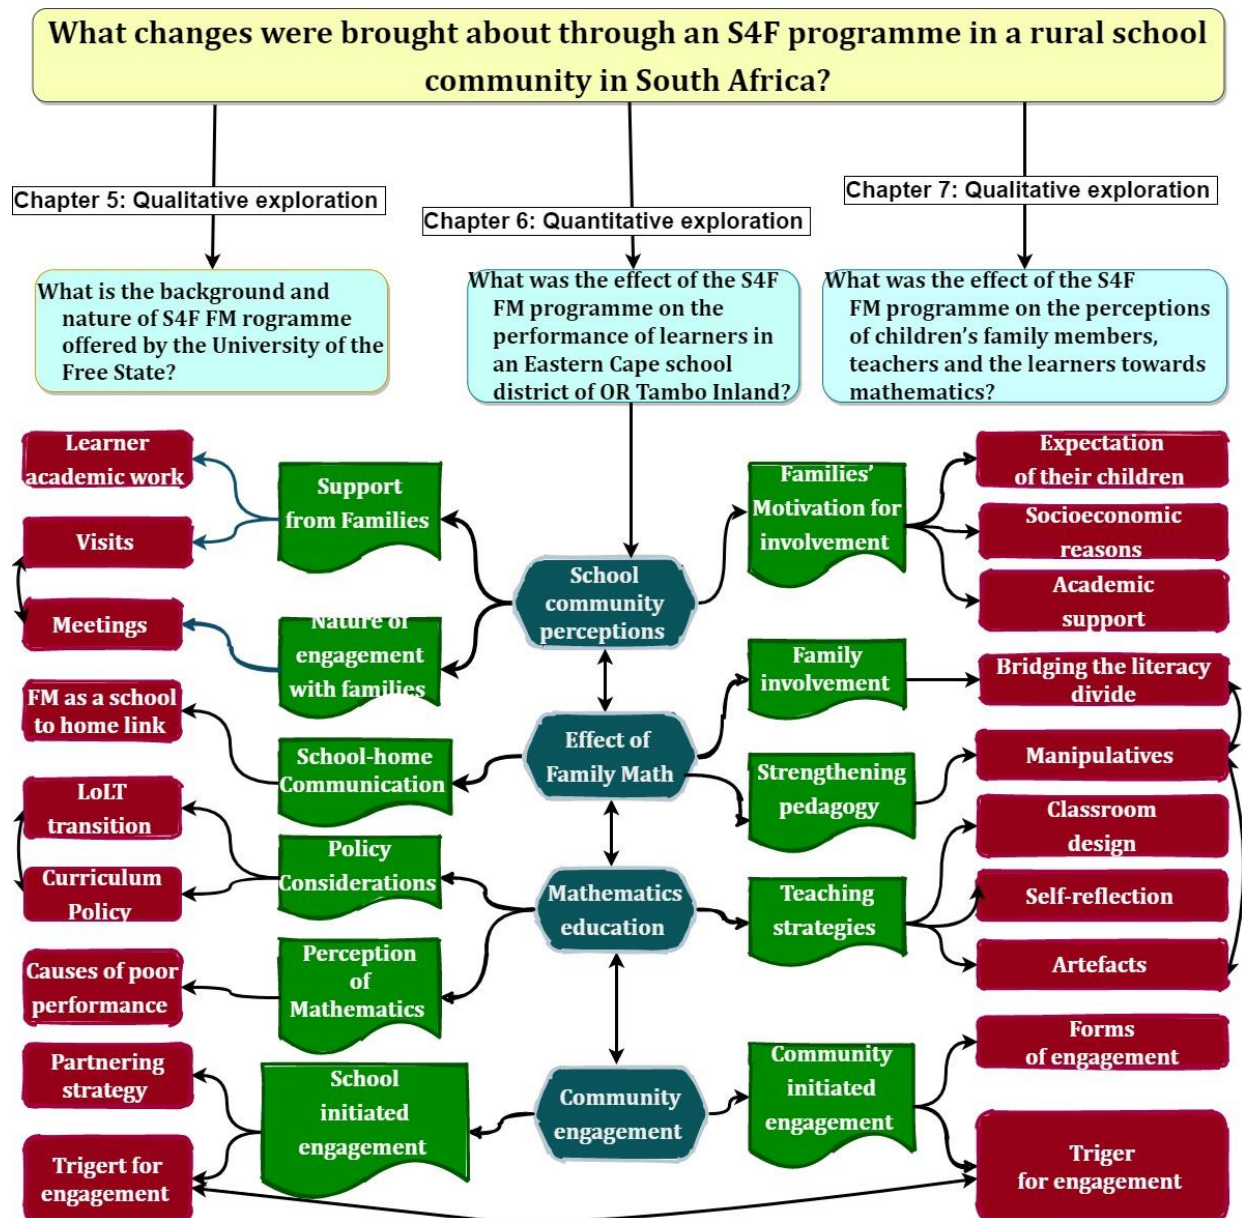 What changes were brought about through an S4F programme in a rural school
community in South Africa?
Chapter 5: Qualitative exploration
Chapter 6: Quantitative exploration
Chapter 7: Qualitative exploration
What is the background and
nature of S4F FM rogramme
offered by the University of the
Free State?
What was the effect of the S4F
FM programme on the
performance of learners in
an Eastern Cape school
district of OR Tambo Inland?
What was the effect of the S4F
FM programme on the perceptions
of children's family members,
teachers and the learners towards
mathematics?
Learner
academic work
Visits
Meetings
FM as a school
to home link
LoLT
transition
Curriculum
Policy
Causes of poor
performance
Partnering
strategy
Trigert for
engagement
Support
from Families
Nature of
engagement
with families
School-home
Communication
Policy
Considerations
Perception
of
Mathematics
School
initiated
engagement
School
community
perceptions
Effect of
Family Math
Mathematics
education
Community
engagement
Families'
Motivation for
involvement
Family
involvement
Strengthening
pedagogy
Teaching
strategies
Community
initiated
engagement
Expectation
of their children
Socioeconomic
reasons
Academic
support
Bridging the literacy
divide
Manipulatives
Classroom
design
Self-reflection
Artefacts
Forms
of engagement
Triger
for engagement